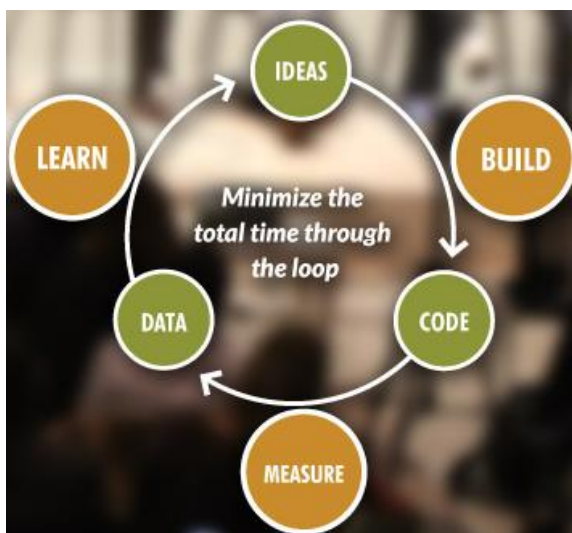 IDEAS
LEARN
BUILD
Minimize the
total time through
the loop
DATA
CODE
MEASURE